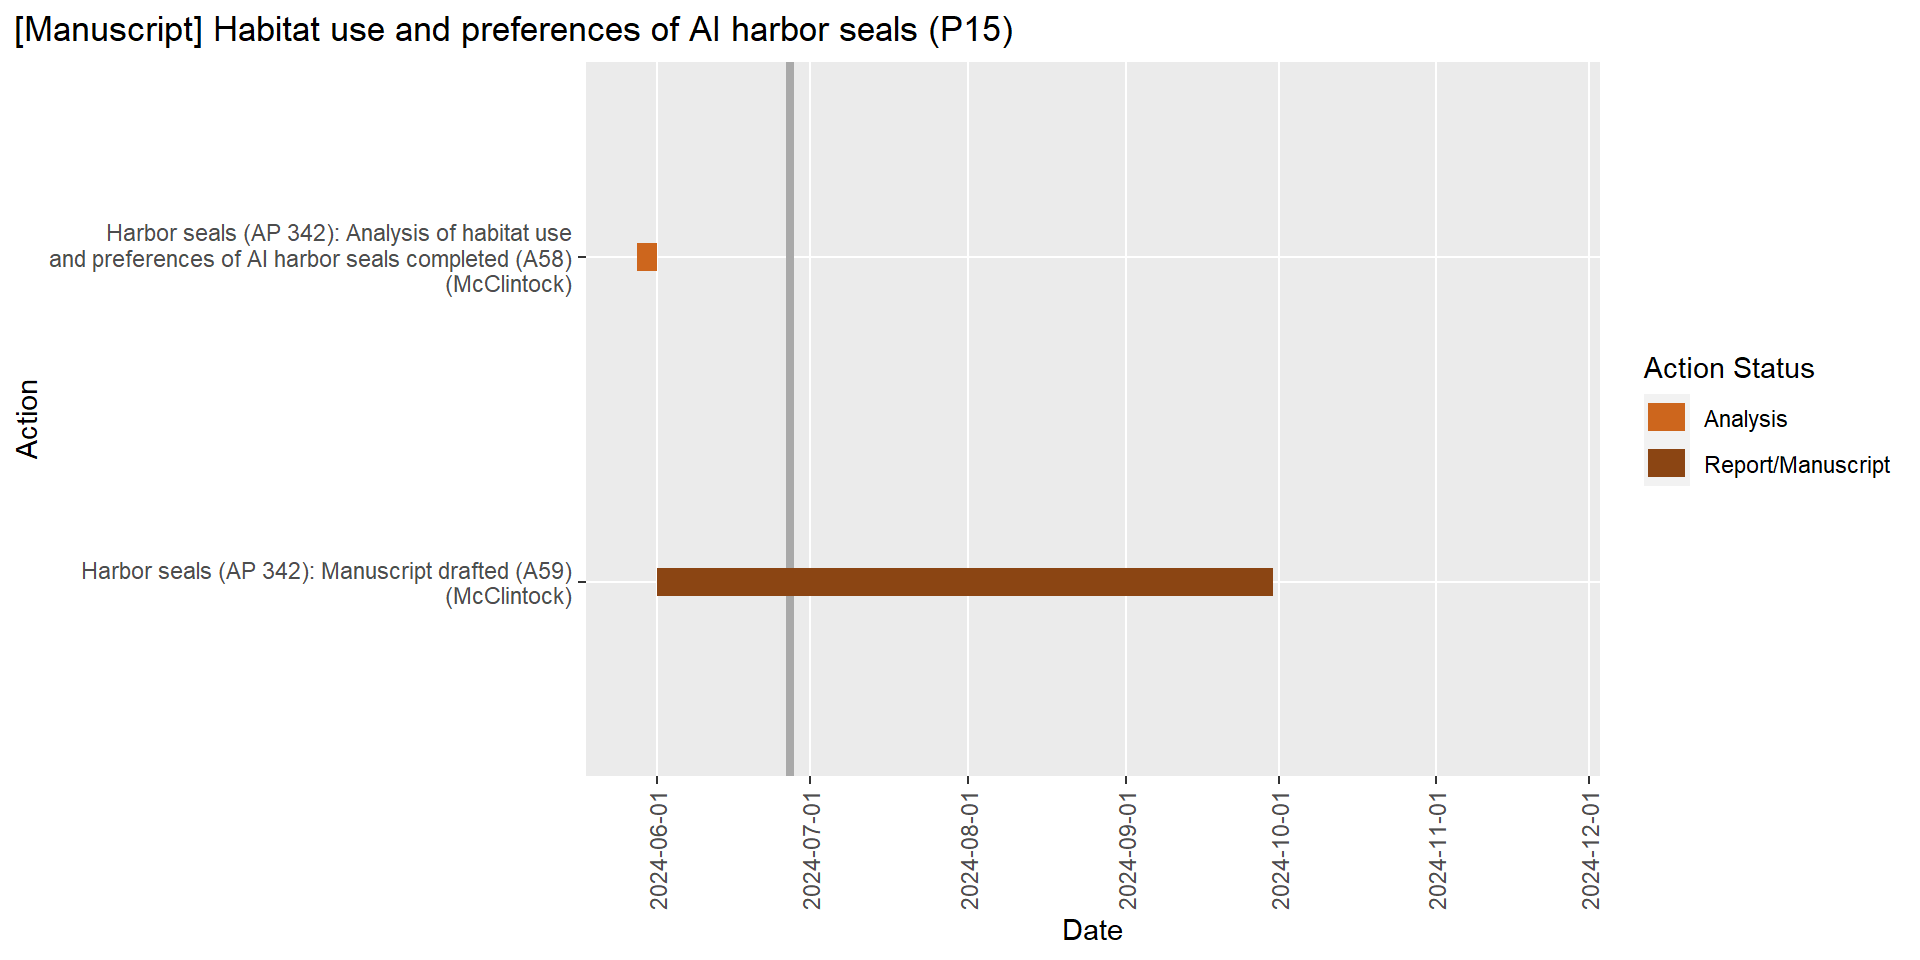 [Manuscript] Habitat use and preferences of AI harbor seals (P15)
Action
Harbor seals (AP 342): Analysis of habitat use
and preferences of AI harbor seals completed (A58)
(McClintock)
Harbor seals (AP 342): Manuscript drafted (A59)
(McClintock)
2024-06-01
2024-07-01
2024-08-01
2024-09-01
2024-10-01
2024-11-01
2024-12-01
Date
Action Status
Analysis
Report/Manuscript